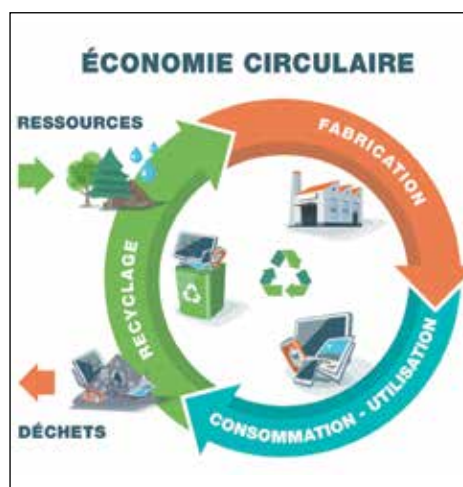 ÉCONOMIE CIRCULAIRE
RESSOURCES
FABRICATION
RECYCLAGE
CONSOMMATION - UTILISATION
DÉCHETS